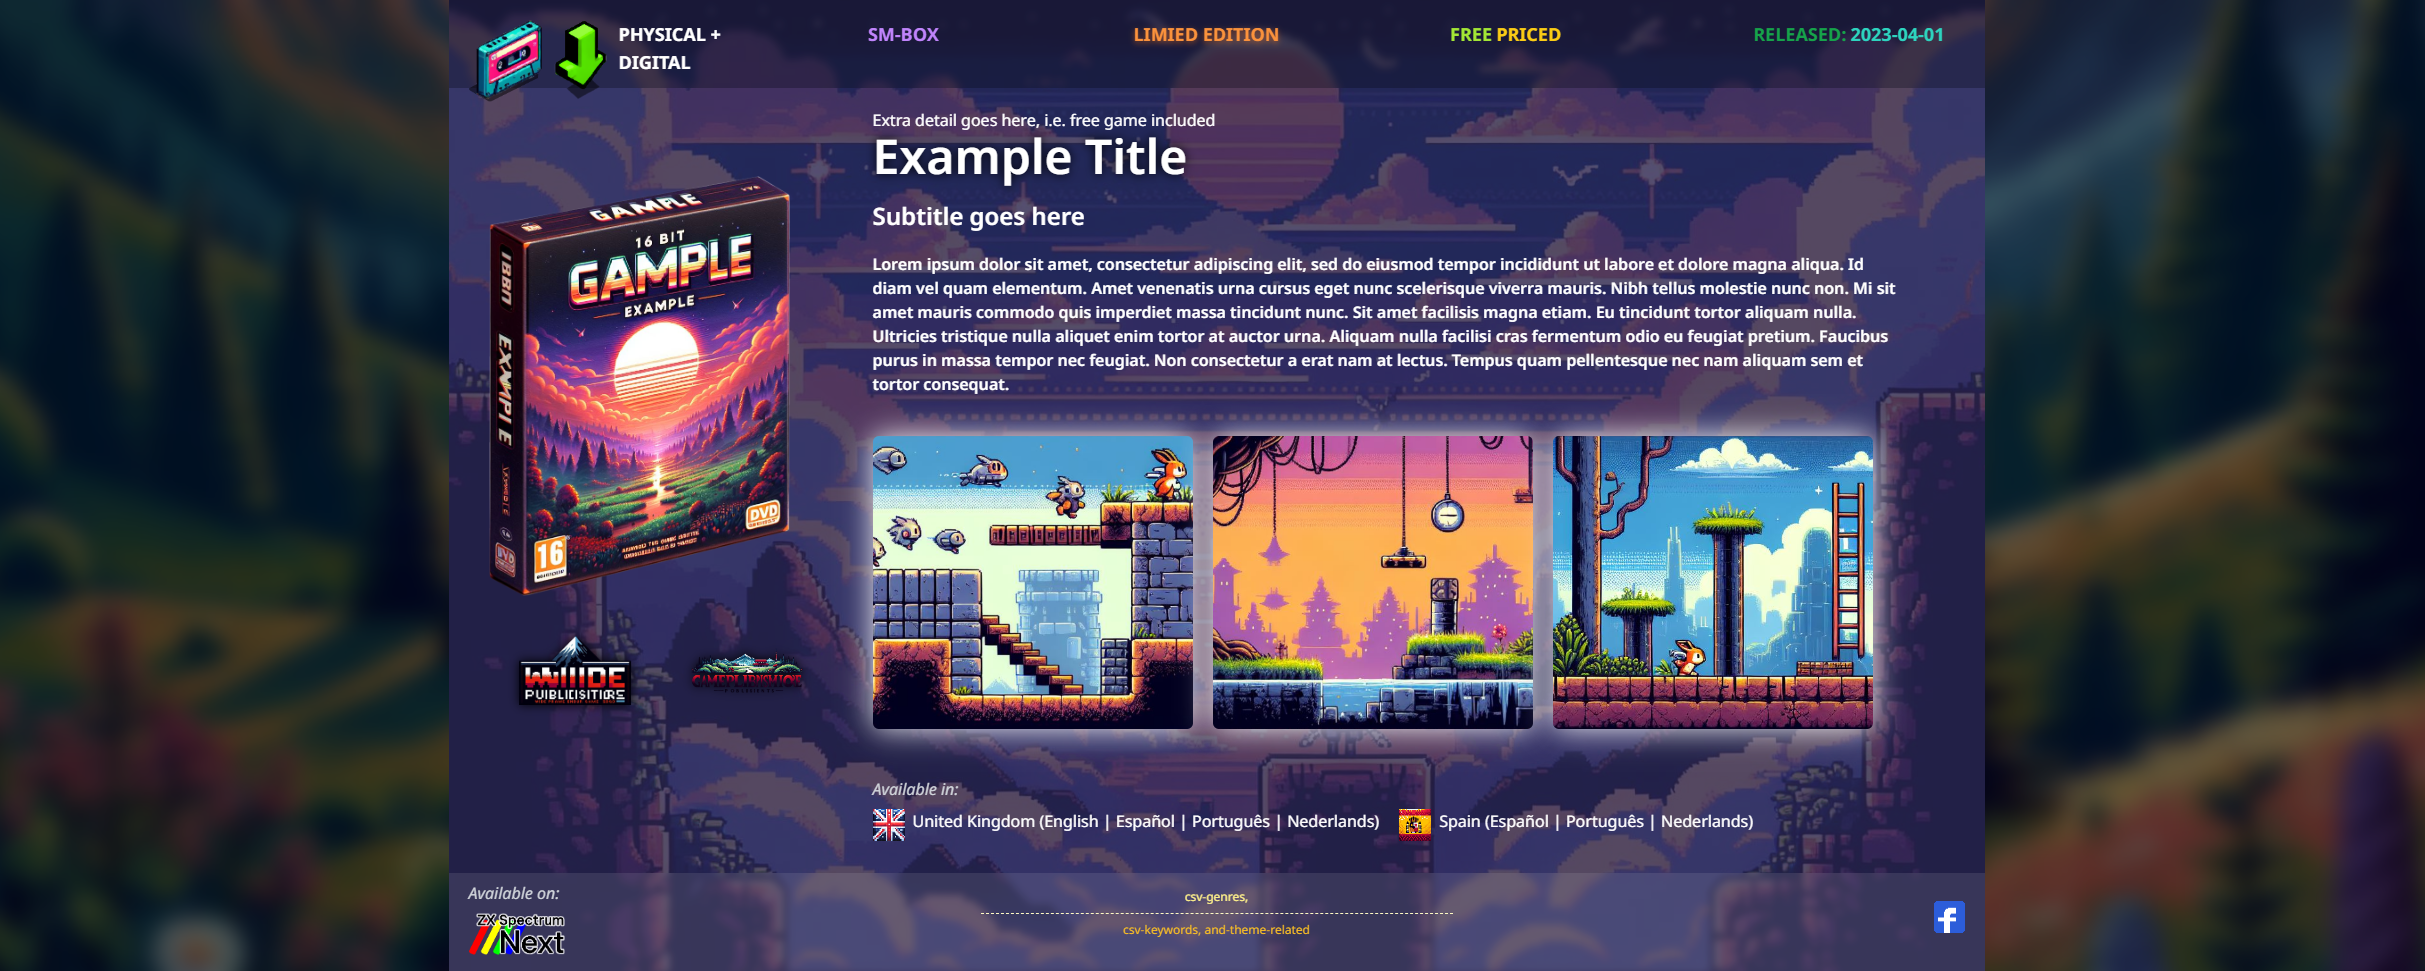 PHYSICAL +
DIGITAL
SM-BOX
LIMIED EDITION
FREE PRICED
RELEASED: 2023-04-01
Extra detail goes here, i.e. free game included
Example Title
Subtitle goes here
Lorem ipsum dolor sit amet, consectetur adipiscing elit, sed do eiusmod tempor incididunt ut labore et dolore magna aliqua. Id
diam vel quam elementum. Amet venenatis urna cursus eget nunc scelerisque viverra mauris. Nibh tellus molestie nunc non. Mi sit
amet mauris commodo quis imperdiet massa tincidunt nunc. Sit amet facilisis magna etiam. Eu tincidunt tortor aliquam nulla.
Ultricies tristique nulla aliquet enim tortor at auctor urna. Aliquam nulla facilisi cras fermentum odio eu feugiat pretium. Faucibus
purus in massa tempor nec feugiat. Non consectetur a erat nam at lectus. Tempus quam pellentesque nec nam aliquam sem et
tortor consequat.
GAMPLE
16 BIT
GAMPLE
EXAMPLE
DVD
16
Available in:
United Kingdom (English | Español | Português | Nederlands)
Spain (Español | Português | Nederlands)
Available on:
ZX Spectrum
Next
csv-genres,
csv-keywords, and-theme-related